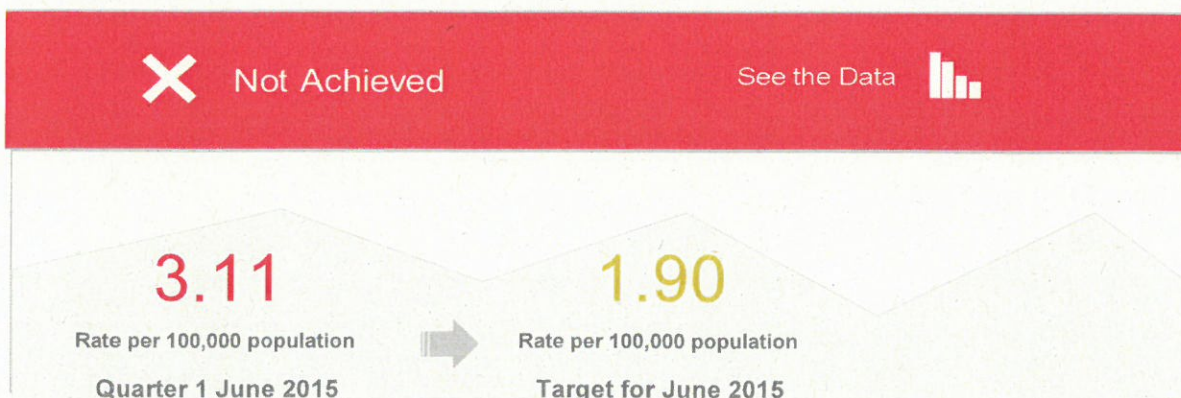 Not Achieved
See the Data
3.11
1.90
Rate per 100,000 population
Rate per 100,000 population
Quarter 1 June 2015
Target for June 2015